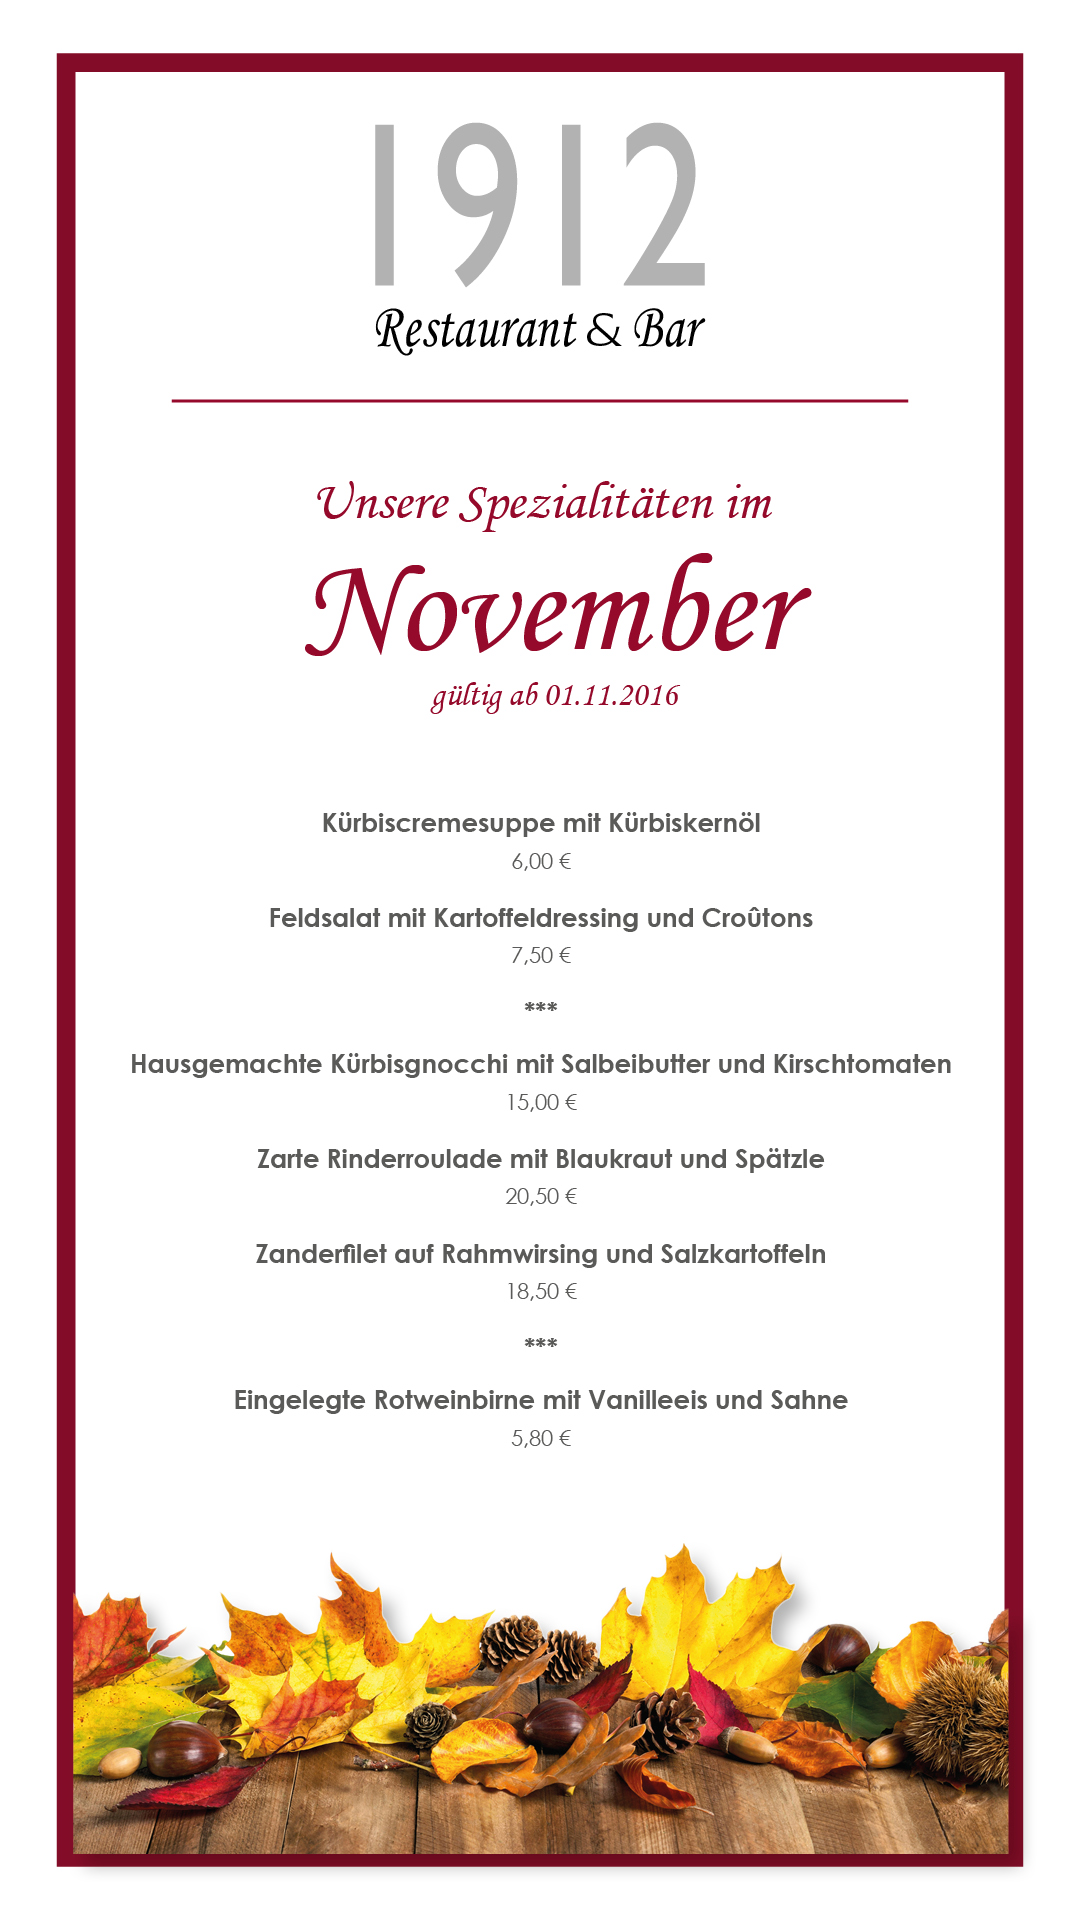 1912
Restaurant & Bar
Unsere Spezialitäten im
November
gültig ab 01.11.2016
Kürbiscremesuppe mit Kürbiskernöl
6,00 €
Feldsalat mit Kartoffeldressing und Croûtons
7,50 €
***
Hausgemachte Kürbisgnocchi mit Salbeibutter und Kirschtomaten
15,00 €
Zarte Rinderroulade mit Blaukraut und Spätzle
20,50 €
Zanderfilet auf Rahmwirsing und Salzkartoffeln
18,50 €
***
Eingelegte Rotweinbirne mit Vanilleeis und Sahne
5,80 €